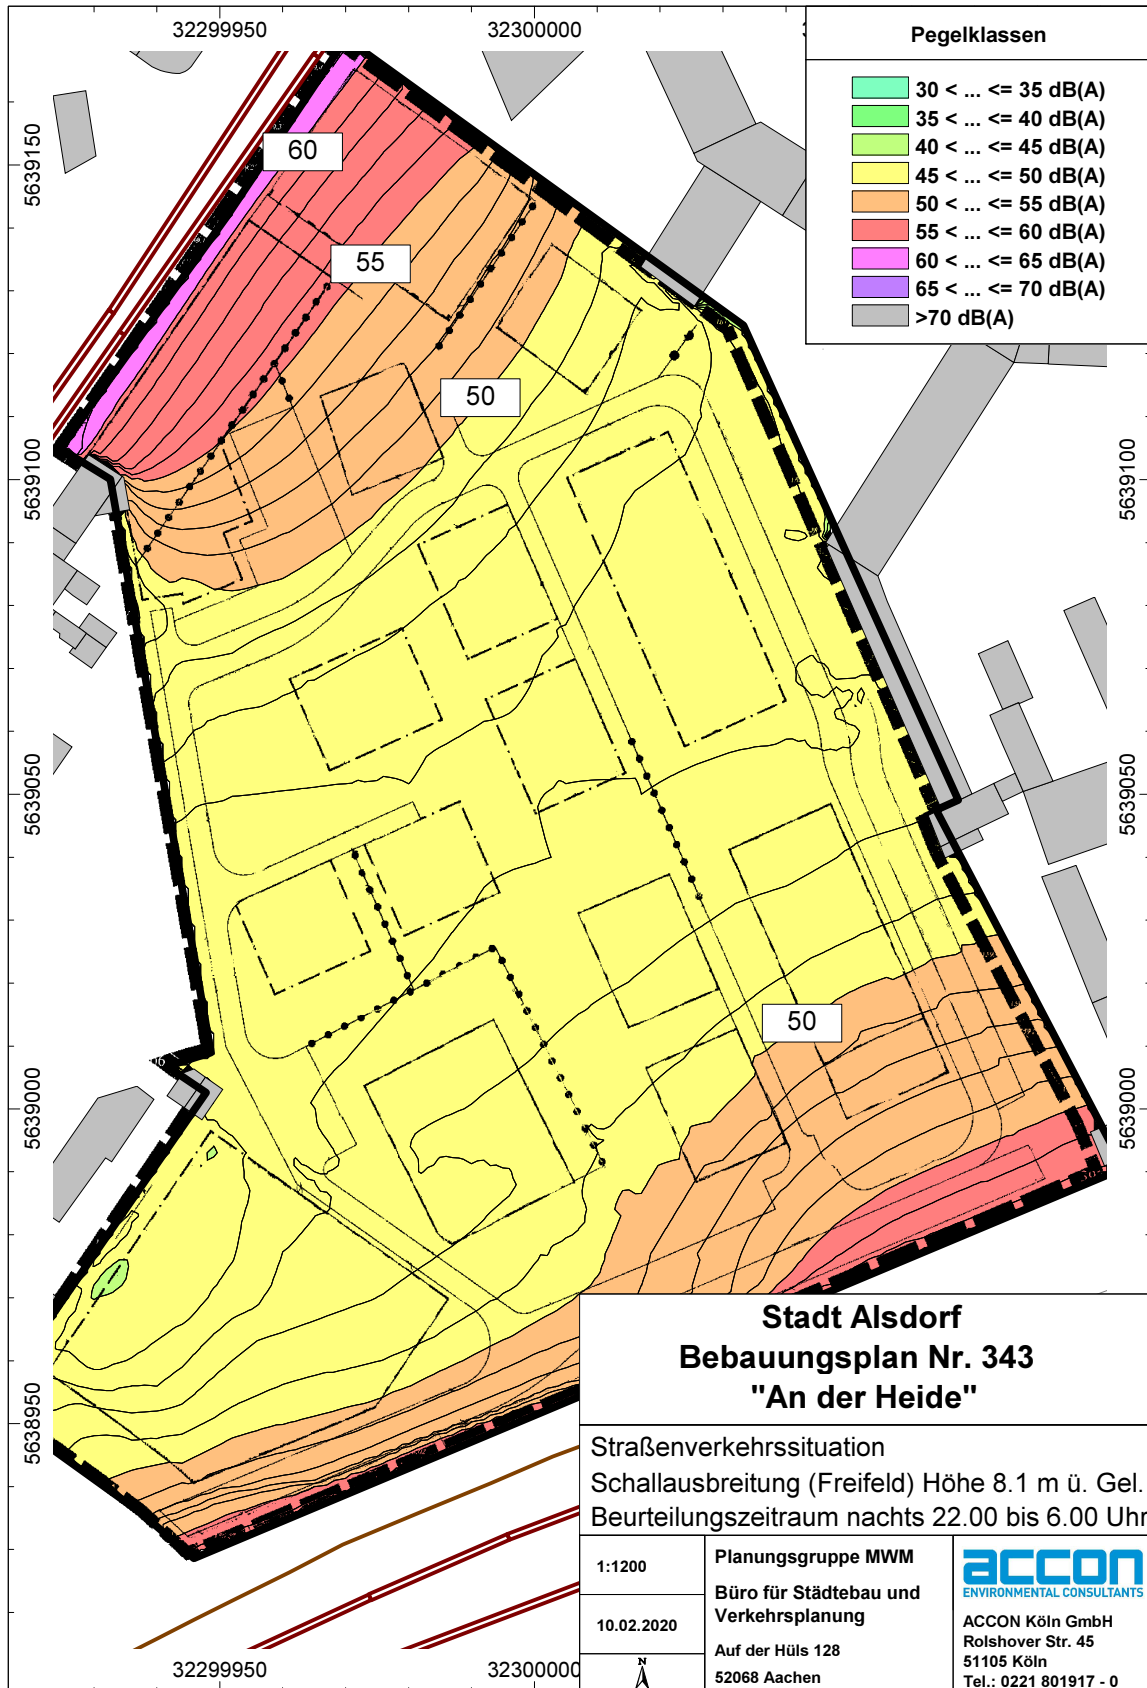 32299950
32300000
Pegelklassen
30 < ... <= 35 dB(A)
35 < ... <= 40 dB(A)
40 < ... <= 45 dB(A)
45 < ... <= 50 dB(A)
50 < ... <= 55 dB(A)
55 < ... <= 60 dB(A)
60 < ... <= 65 dB(A)
65 < ... <= 70 dB(A)
>70 dB(A)
5639150
5639100
5639050
5639000
5638950
60
55
50
50
5639100
5639050
5639000
Stadt Alsdorf
Bebauungsplan Nr. 343
"An der Heide"
Straßenverkehrssituation
Schallausbreitung (Freifeld) Höhe 8.1 m ü. Gel.
Beurteilungszeitraum nachts 22.00 bis 6.00 Uhr
1:1200
10.02.2020
N
Planungsgruppe MWM
Büro für Städtebau und
Verkehrsplanung
Auf der Hüls 128
52068 Aachen
accon
ENVIRONMENTAL CONSULTANTS
ACCON Köln GmbH
Rolshover Str. 45
51105 Köln
Tel.: 0221 801917 - 0
32299950
32300000